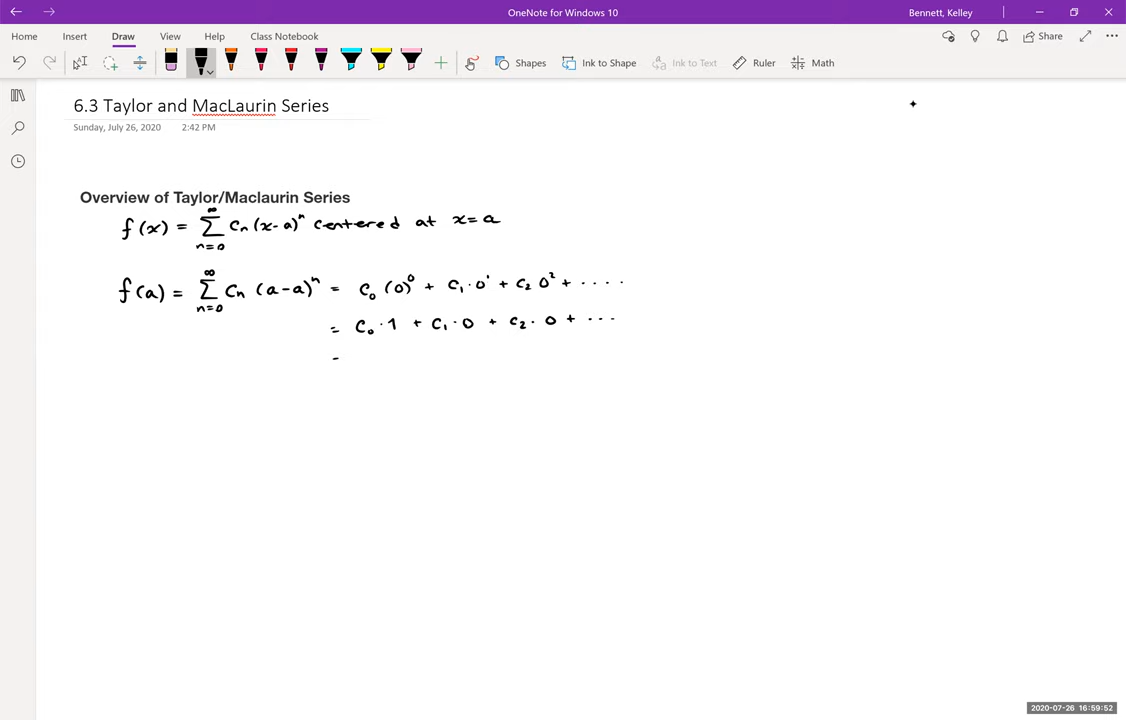 OneNote for Windows 10
Bennett, Kelley
Home Insert Draw View Help Class Notebook
Share
Shapes Ink to Shape Ink to Text Ruler Math
6.3 Taylor and MacLaurin Series
Sunday, July 26, 2020 2:42 PM
Overview of Taylor/Maclaurin Series
f(x) = ∑_{n=0}^{∞} c_n (x-a)^n centered at x=a
f(a) = ∑_{n=0}^{∞} c_n (a-a)^n = c_0 (0)^0 + c_1 · 0^1 + c_2 0^2 + ....
= c_0 · 1 + c_1 · 0 + c_2 · 0 + ...
=
2020-07-26 16:59:52